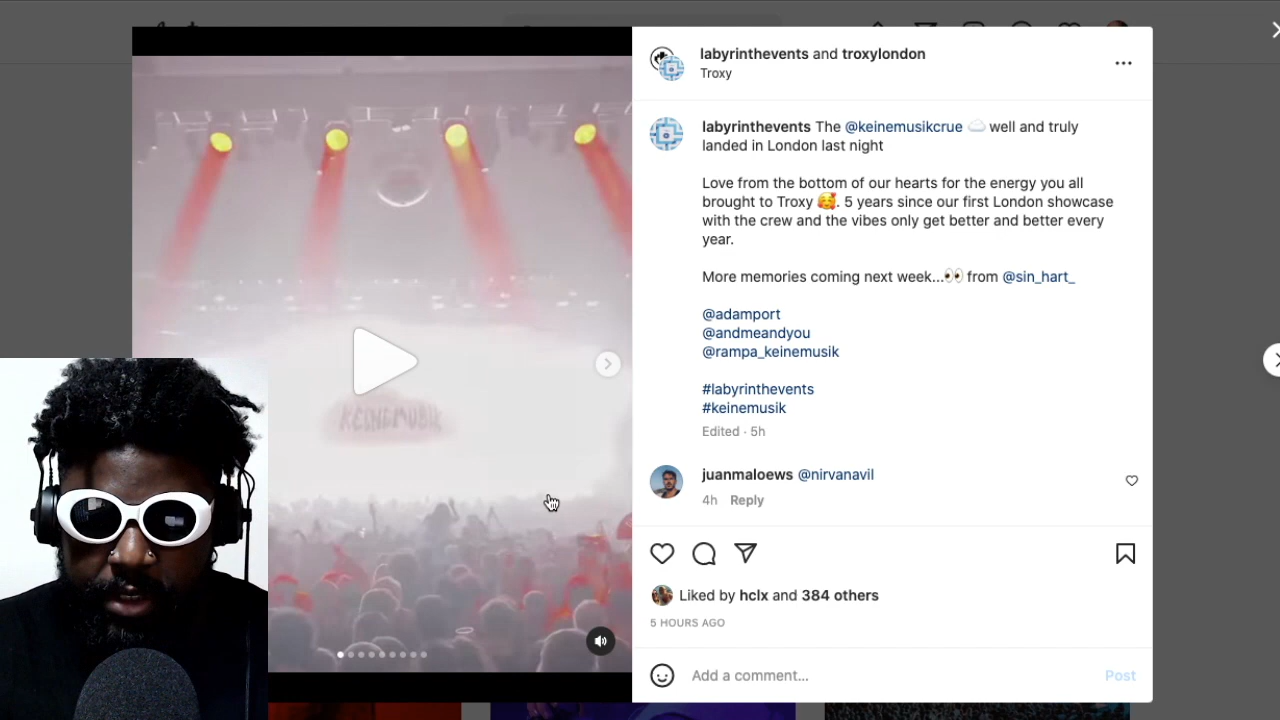 labyrinthevents and troxylondon
Troxy
labyrinthevents The @keinemusikcrue ☁️ well and truly
landed in London last night
Love from the bottom of our hearts for the energy you all
brought to Troxy 🥰. 5 years since our first London showcase
with the crew and the vibes only get better and better every
year.
More memories coming next week...👀 from @sin_hart_
@adamport
@andmeandyou
@rampa_keinemusik
#labyrinthevents
#keinemusik
Edited · 5h
juanmaloews @nirvanavil
4h Reply
Liked by hclx and 384 others
5 HOURS AGO
Add a comment...
Post
KEINEMUSIK